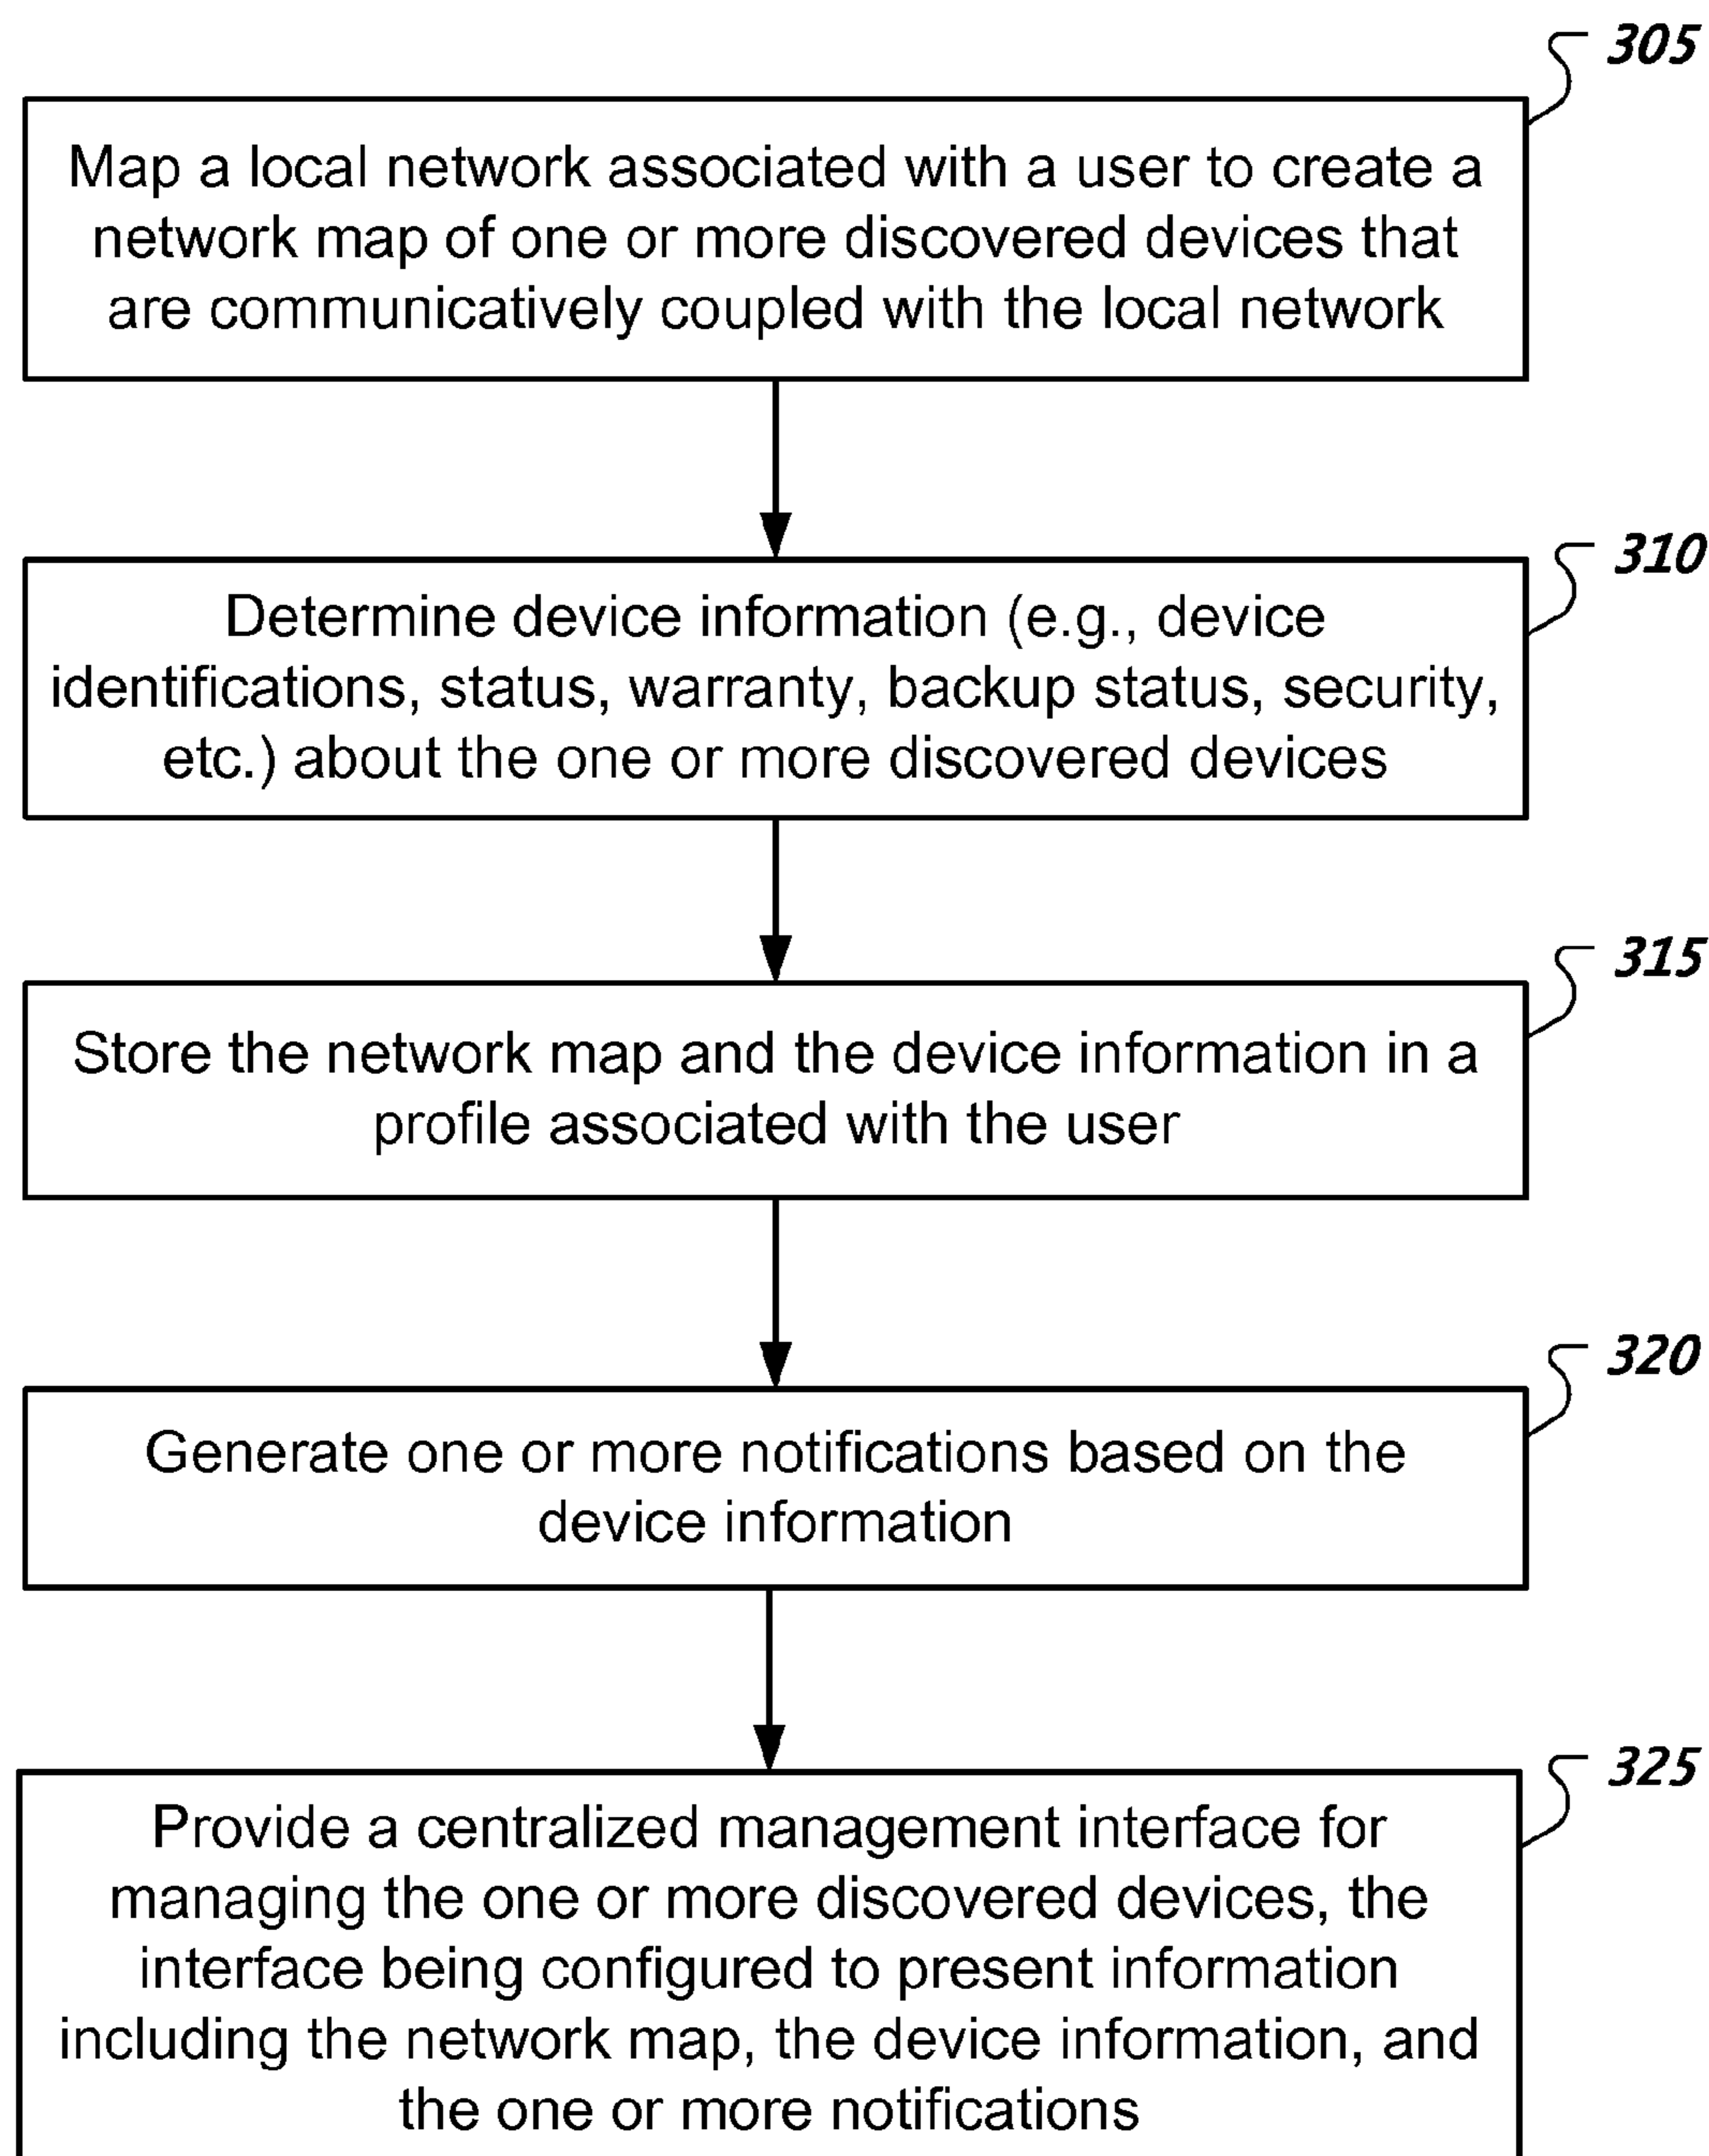 305
Map a local network associated with a user to create a
network map of one or more discovered devices that
are communicatively coupled with the local network
310
Determine device information (e.g., device
identifications, status, warranty, backup status, security,
etc.) about the one or more discovered devices
315
Store the network map and the device information in a
profile associated with the user
320
Generate one or more notifications based on the
device information
325
Provide a centralized management interface for
managing the one or more discovered devices, the
interface being configured to present information
including the network map, the device information, and
the one or more notifications